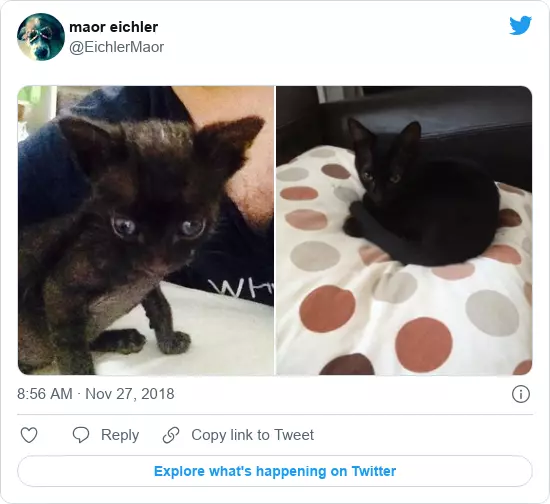 maor eichler
@EichlerMaor
WH
8:56 AM · Nov 27, 2018
Reply
Copy link to Tweet
Explore what's happening on Twitter